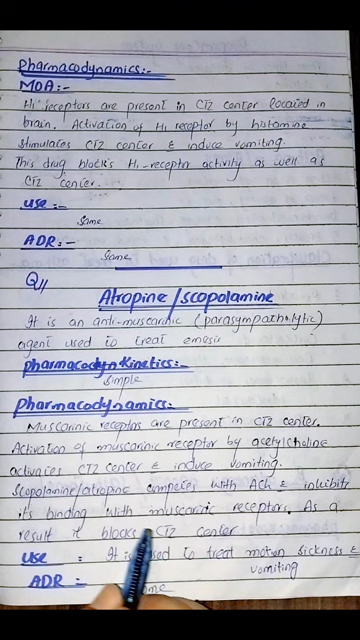 Pharmacodynamics:-
MOA:-
H1 receptors are present in CTZ center located in
brain. Activation of H1 receptor by histamine
stimulates CTZ center & induce vomiting.
This drug blocks H1-receptor activity as well as
CTZ center.
use:-
Same
ADR:-
Same
Q//
Atropine/scopolamine
It is an anti-muscarinic (parasympatholytic)
agent used to treat emesis
pharmacodynkinetics:-
simple
pharmacodynamics:-
Muscarinic receptors are present in CTZ center.
Activation of muscarinic receptor by acetylcholine
activates CTZ center & induce vomiting.
Scopolamine/atropine competes with Ach & inhibits
its binding with muscarinic receptors. As a
result it blocks CTZ center
use : It is used to treat motion sickness &
vomiting
ADR :-